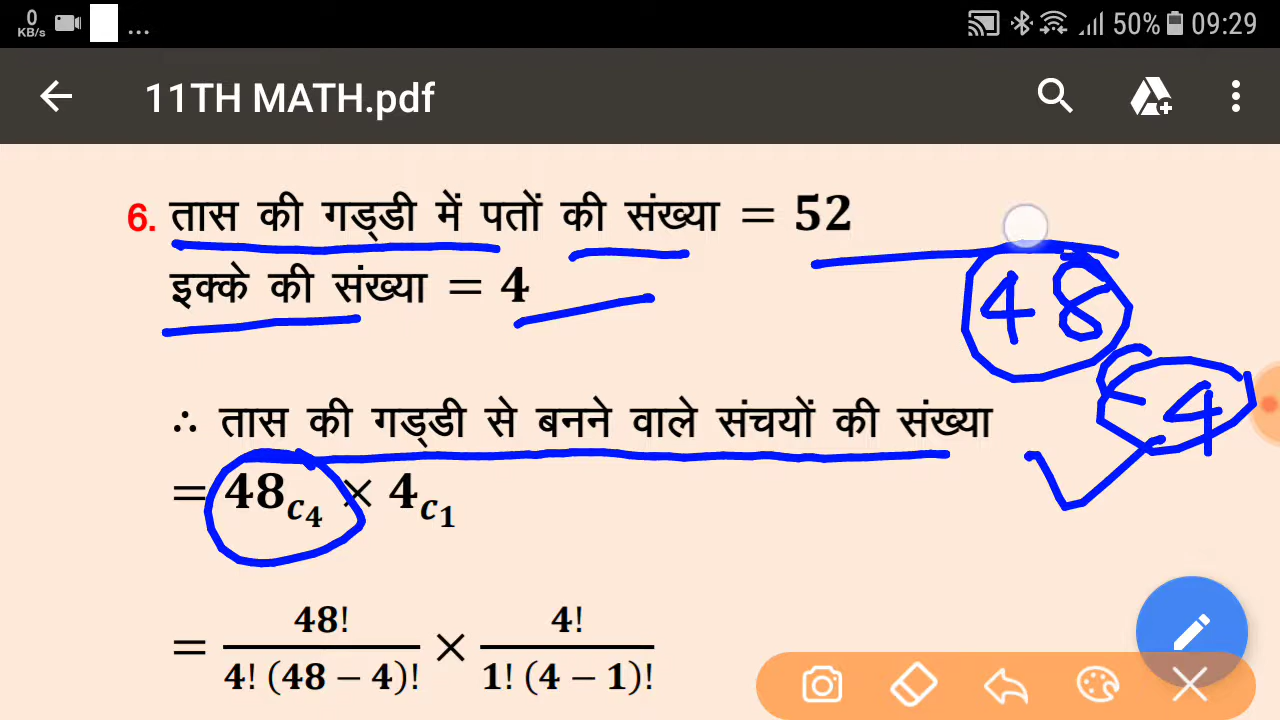 0
KB/s ... 50% 09:29
11TH MATH.pdf
6. तास की गड्डी में पतों की संख्या = 52
इक्के की संख्या = 4
48
C4
∴ तास की गड्डी से बनने वाले संचयों की संख्या
= 48c4 × 4c1
= 48! / 4! (48 − 4)! × 4! / 1! (4 − 1)!